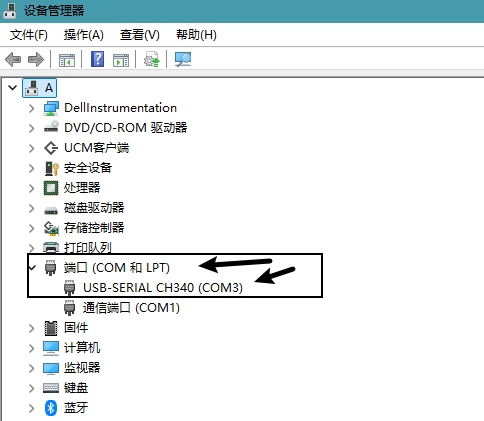 设备管理器
文件(F) 操作(A) 查看(V) 帮助(H)
A
DellInstrumentation
DVD/CD-ROM 驱动器
UCM客户端
安全设备
处理器
磁盘驱动器
存储控制器
打印队列
端口 (COM 和 LPT)
USB-SERIAL CH340 (COM3)
通信端口 (COM1)
固件
计算机
监视器
键盘
蓝牙